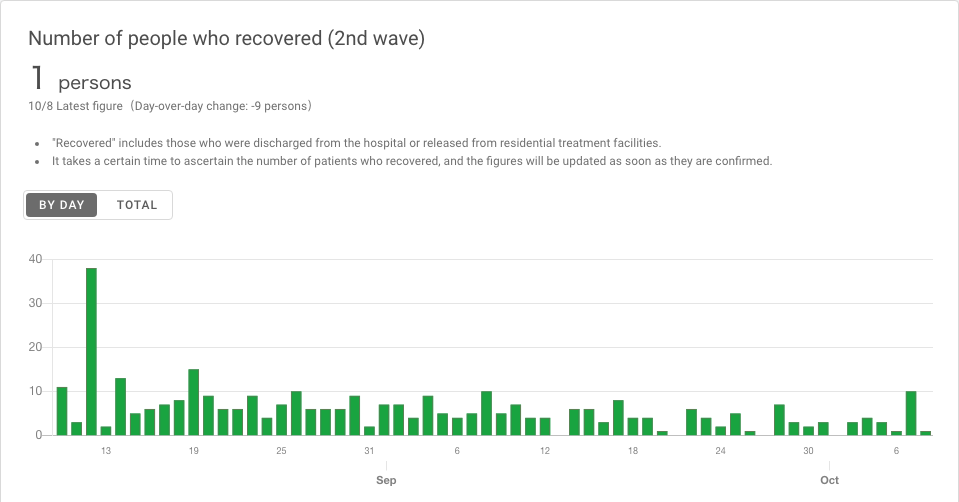 Number of people who recovered (2nd wave)
1 persons
10/8 Latest figure (Day-over-day change: -9 persons)
• "Recovered" includes those who were discharged from the hospital or released from residential treatment facilities.
• It takes a certain time to ascertain the number of patients who recovered, and the figures will be updated as soon as they are confirmed.
BY DAY TOTAL
40
30
20
10
0
13 19 25 31 6 12 18 24 30 6
Sep Oct